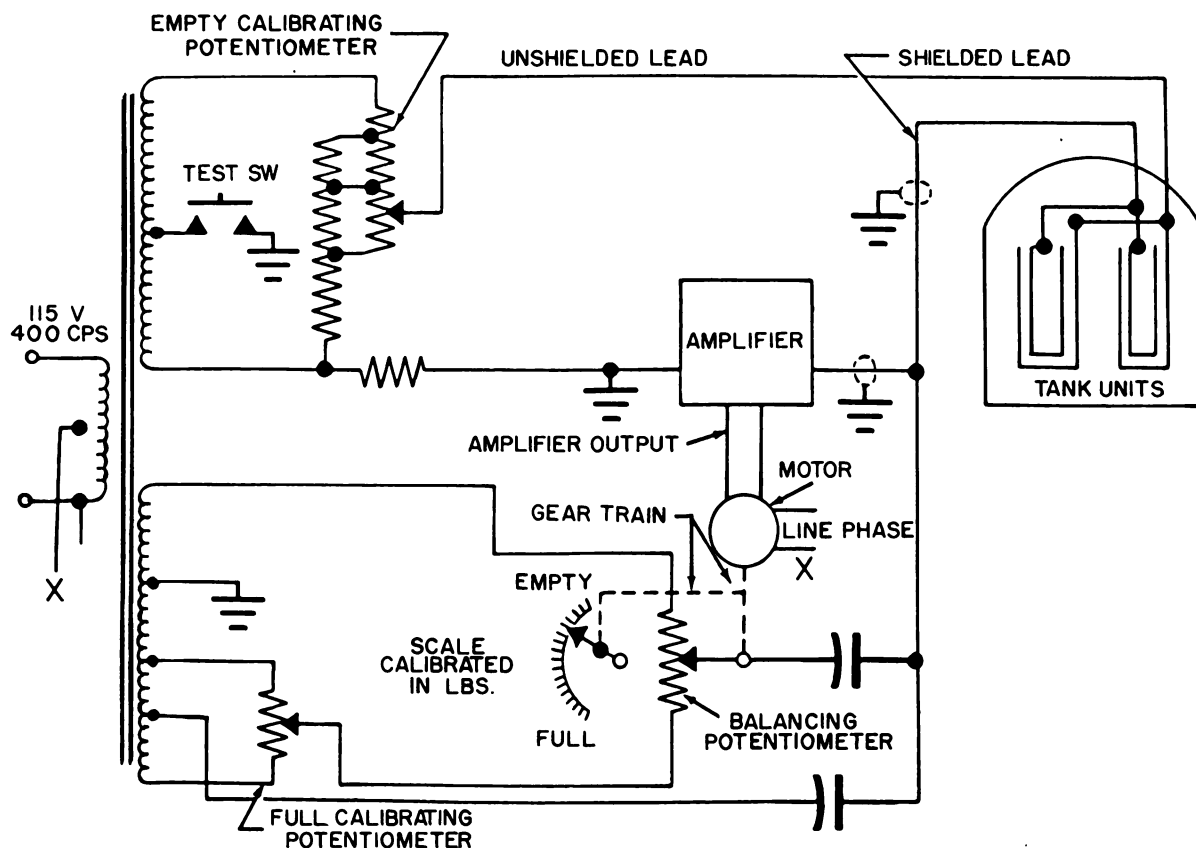 EMPTY CALIBRATING
POTENTIOMETER
UNSHIELDED LEAD
SHIELDED LEAD
TEST SW
115 V
400 CPS
AMPLIFIER
TANK UNITS
AMPLIFIER OUTPUT
MOTOR
GEAR TRAIN
LINE PHASE
X
X
EMPTY
SCALE
CALIBRATED
IN LBS.
FULL
BALANCING
POTENTIOMETER
FULL CALIBRATING
POTENTIOMETER